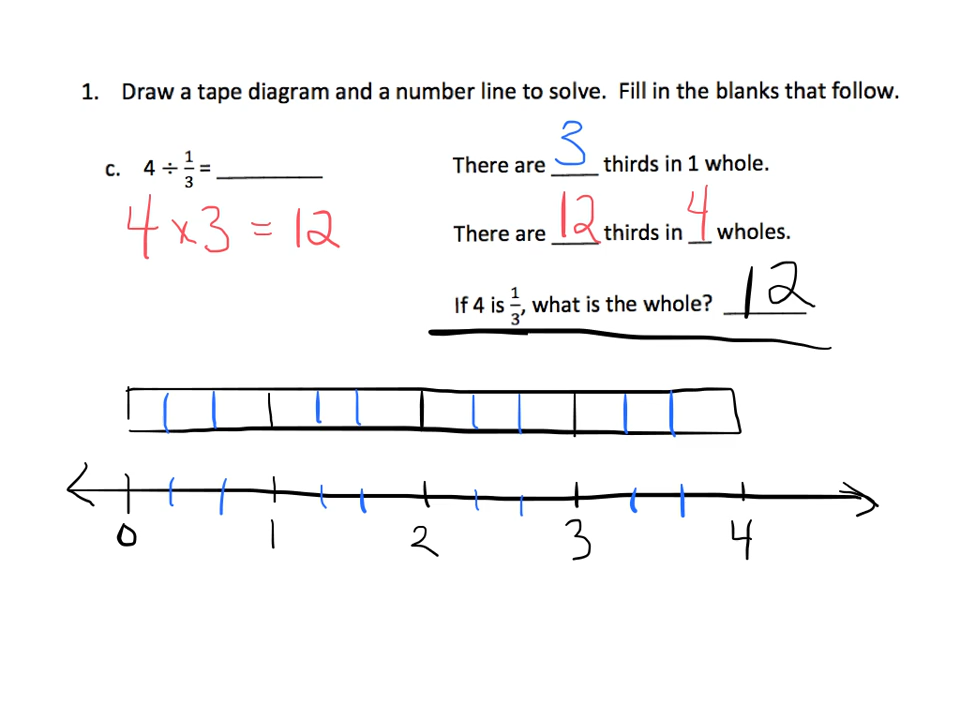 1. Draw a tape diagram and a number line to solve. Fill in the blanks that follow.
c. 4 ÷ 1/3 = ________
There are 3 thirds in 1 whole.
4 x 3 = 12
There are 12 thirds in 4 wholes.
If 4 is 1/3, what is the whole? 12
0 1 2 3 4